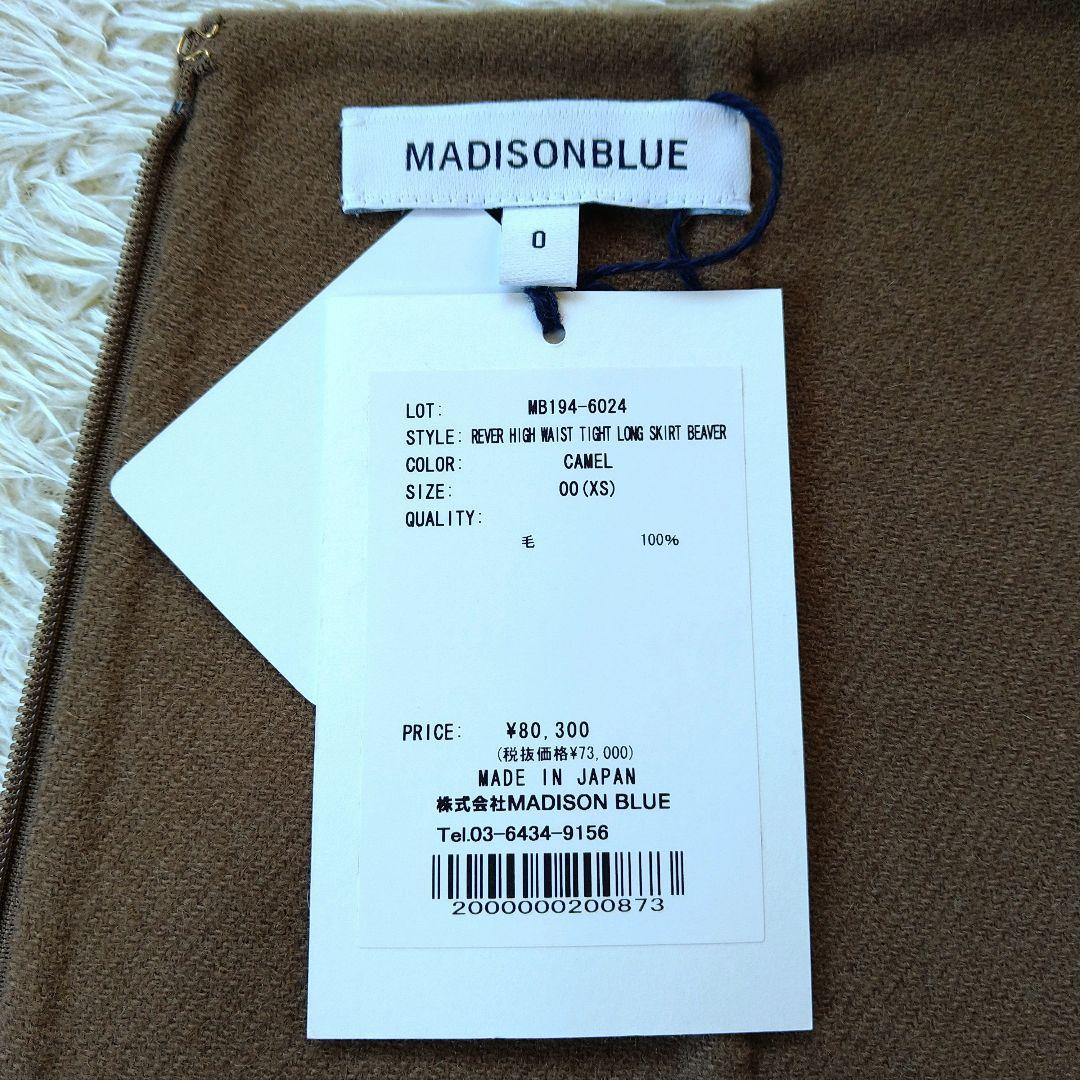 MADISONBLUE
0
LOT: MB194-6024
STYLE: REVER HIGH WAIST TIGHT LONG SKIRT BEAVER
COLOR: CAMEL
SIZE: 00(XS)
QUALITY:
毛 100%
PRICE: ¥80,300
(税抜価格¥73,000)
MADE IN JAPAN
株式会社MADISON BLUE
Tel.03-6434-9156
2000000200873